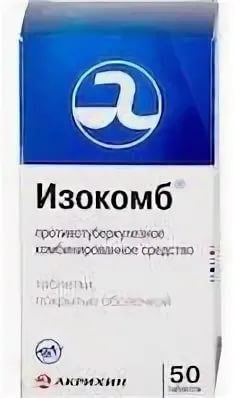 Изокомб®
противотуберкулезное
комбинированное средство
таблетки,
покрытые оболочкой
АКРИХИН
50
таблеток